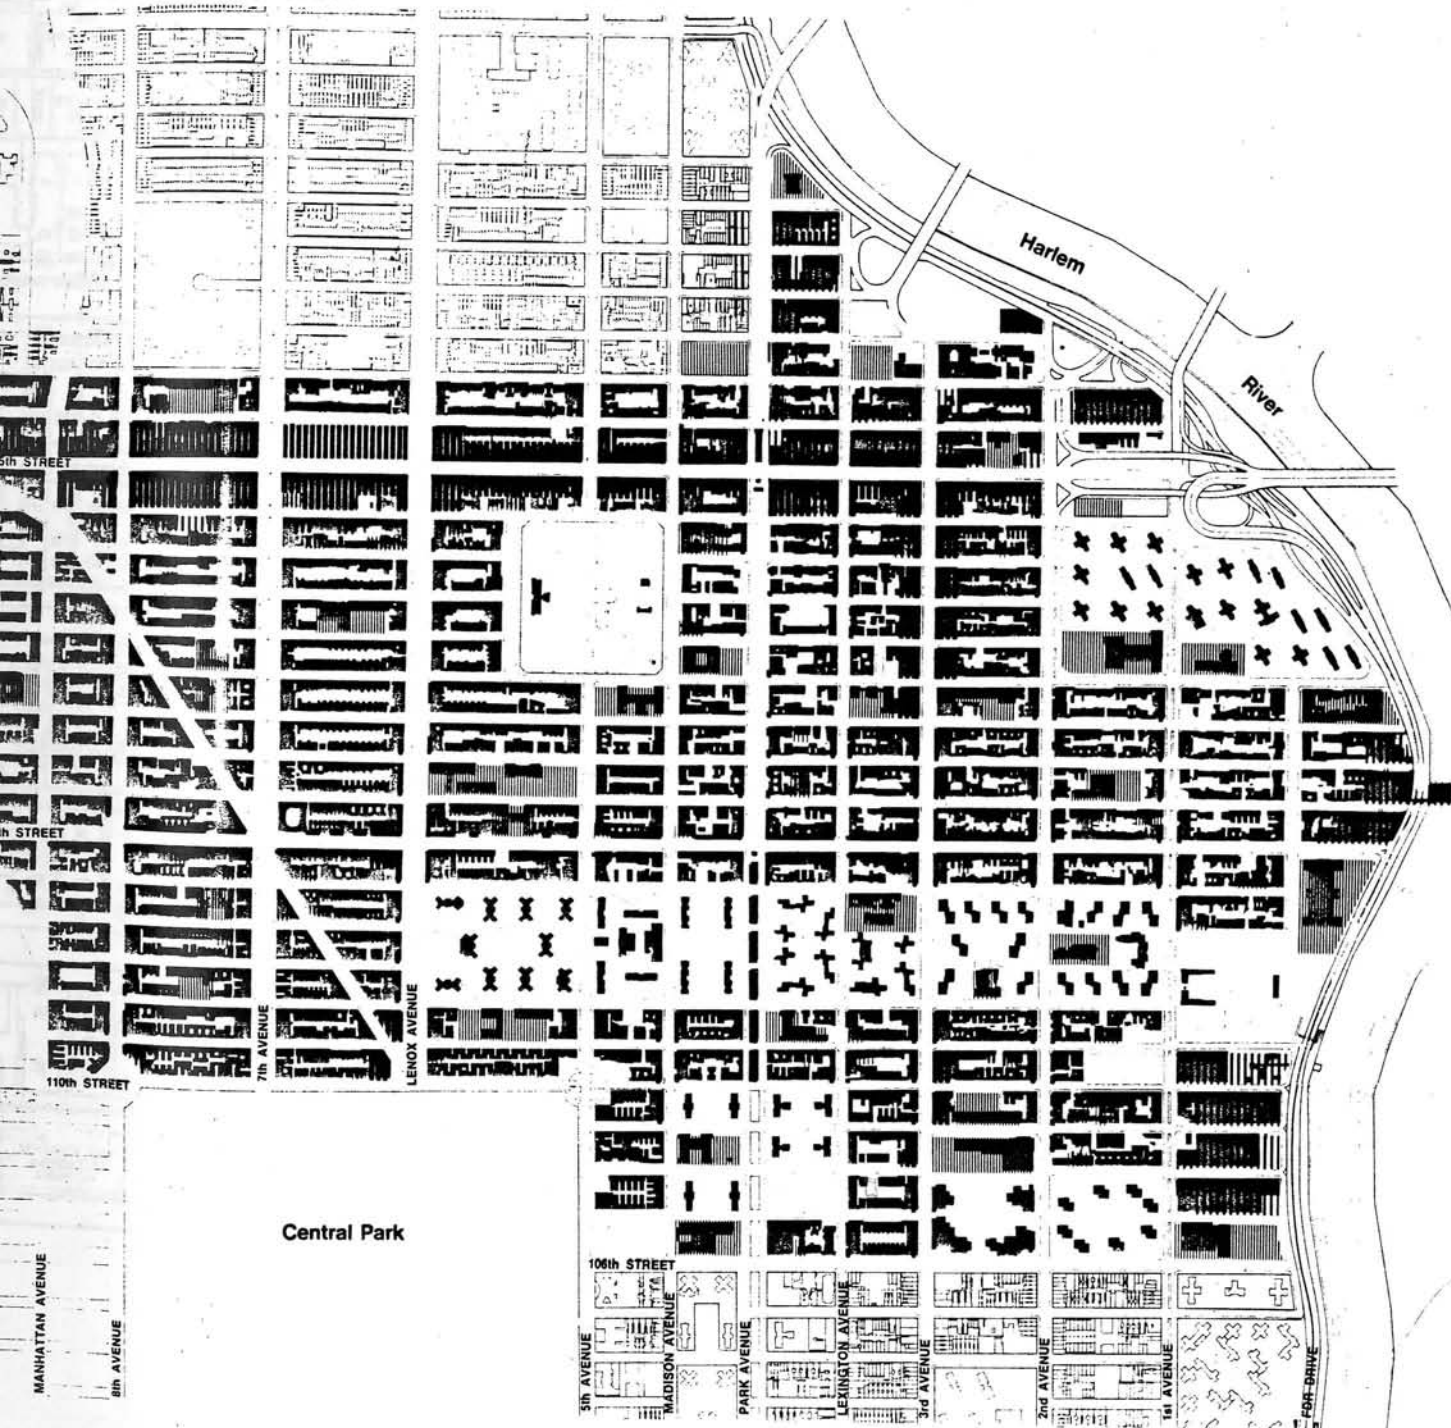 Harlem
River
5th STREET
th STREET
7th AVENUE
LENOX AVENUE
110th STREET
Central Park
106th STREET
MANHATTAN AVENUE
8th AVENUE
5th AVENUE
MADISON AVENUE
PARK AVENUE
LEXINGTON AVENUE
3rd AVENUE
2nd AVENUE
1st AVENUE
FDR DRIVE